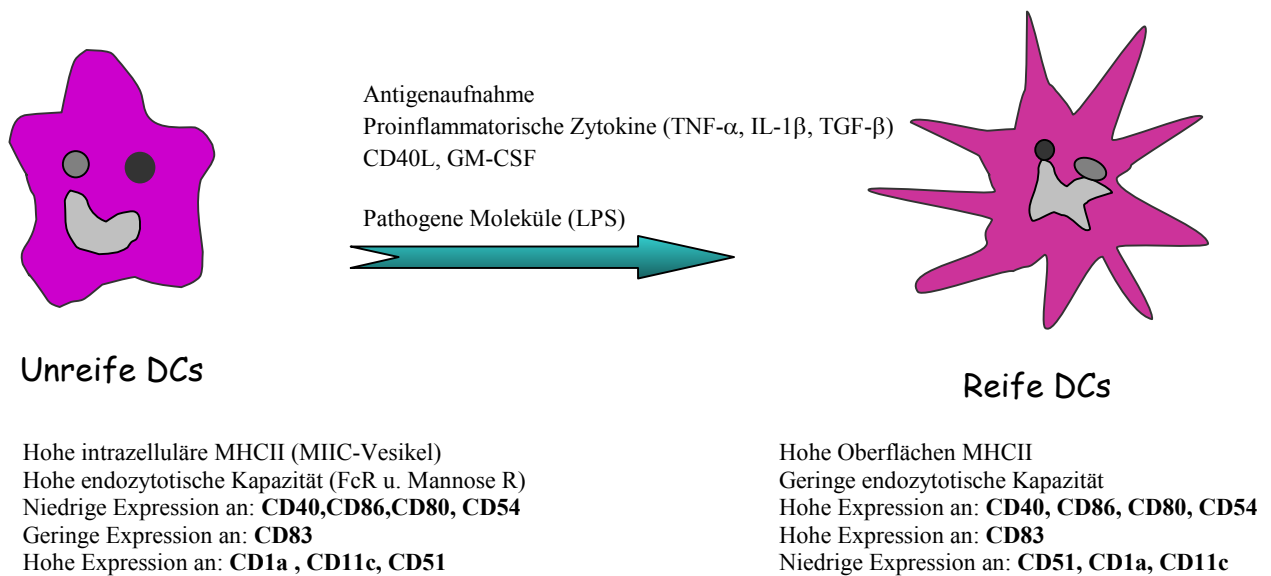 Antigenaufnahme
Proinflammatorische Zytokine (TNF-α, IL-1β, TGF-β)
CD40L, GM-CSF
Pathogene Moleküle (LPS)
Unreife DCs
Reife DCs
Hohe intrazelluläre MHCII (MIIC-Vesikel)
Hohe endozytotische Kapazität (FcR u. Mannose R)
Niedrige Expression an: CD40,CD86,CD80, CD54
Geringe Expression an: CD83
Hohe Expression an: CD1a , CD11c, CD51
Hohe Oberflächen MHCII
Geringe endozytotische Kapazität
Hohe Expression an: CD40, CD86, CD80, CD54
Hohe Expression an: CD83
Niedrige Expression an: CD51, CD1a, CD11c